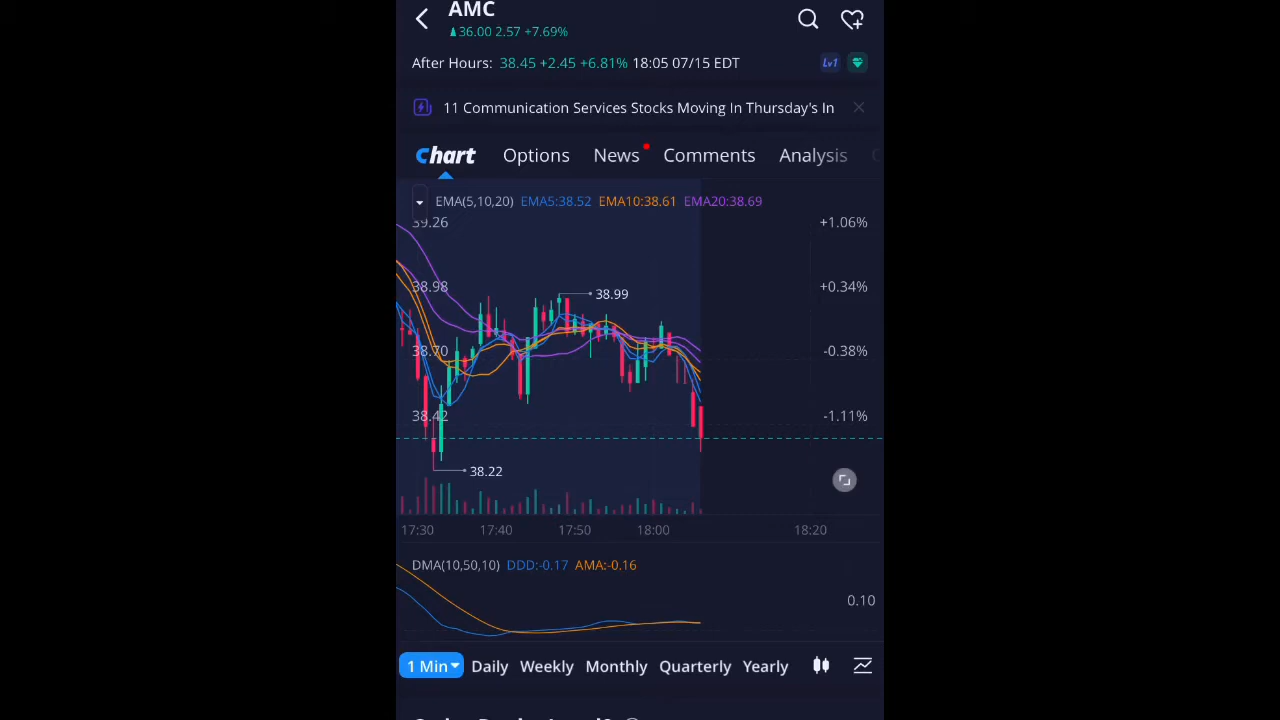 AMC
▲36.00 2.57 +7.69%
After Hours: 38.45 +2.45 +6.81% 18:05 07/15 EDT
Lv1
11 Communication Services Stocks Moving In Thursday's In
Chart Options News Comments Analysis
EMA(5,10,20) EMA5:38.52 EMA10:38.61 EMA20:38.69
39.26 +1.06%
38.98 +0.34%
38.99
38.70 -0.38%
38.42 -1.11%
38.22
17:30 17:40 17:50 18:00 18:20
DMA(10,50,10) DDD:-0.17 AMA:-0.16
0.10
1 Min Daily Weekly Monthly Quarterly Yearly